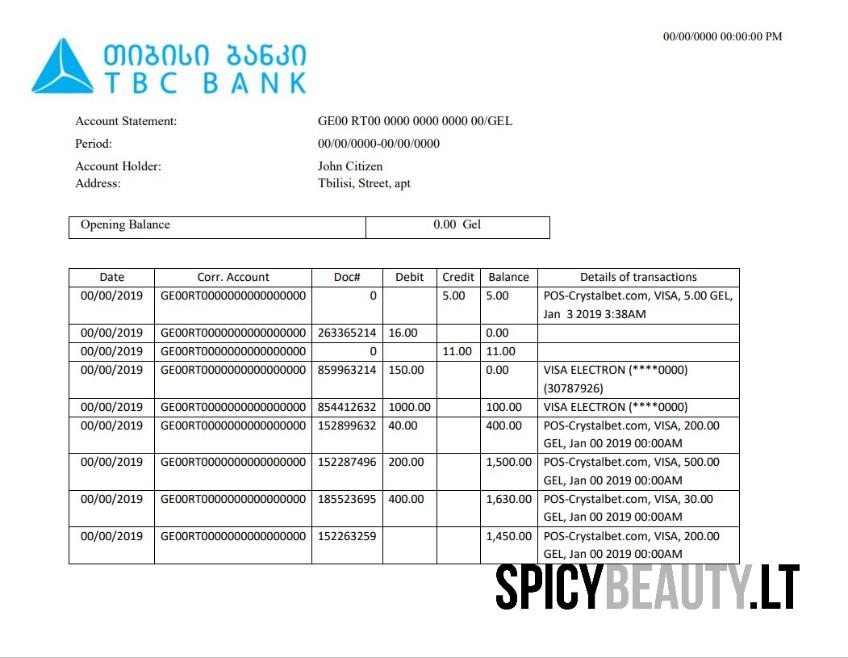 00/00/0000 00:00:00 PM
თიბისი ბანკი
TBC BANK
Account Statement: GE00 RT00 0000 0000 0000 00/GEL
Period: 00/00/0000-00/00/0000
Account Holder: John Citizen
Address: Tbilisi, Street, apt
Opening Balance 0.00 Gel
Date Corr. Account Doc# Debit Credit Balance Details of transactions
00/00/2019 GE00RT0000000000000000 0 5.00 5.00 POS-Crystalbet.com, VISA, 5.00 GEL,
Jan 3 2019 3:38AM
00/00/2019 GE00RT0000000000000000 263365214 16.00 0.00
00/00/2019 GE00RT0000000000000000 0 11.00 11.00
00/00/2019 GE00RT0000000000000000 859963214 150.00 0.00 VISA ELECTRON (****0000)
(30787926)
00/00/2019 GE00RT0000000000000000 854412632 1000.00 100.00 VISA ELECTRON (****0000)
00/00/2019 GE00RT0000000000000000 152899632 40.00 400.00 POS-Crystalbet.com, VISA, 200.00
GEL, Jan 00 2019 00:00AM
00/00/2019 GE00RT0000000000000000 152287496 200.00 1,500.00 POS-Crystalbet.com, VISA, 500.00
GEL, Jan 00 2019 00:00AM
00/00/2019 GE00RT0000000000000000 185523695 400.00 1,630.00 POS-Crystalbet.com, VISA, 30.00
GEL, Jan 00 2019 00:00AM
00/00/2019 GE00RT0000000000000000 152263259 1,450.00 POS-Crystalbet.com, VISA, 200.00
GEL, Jan 00 2019 00:00AM
SPICYBEAUTY.LT